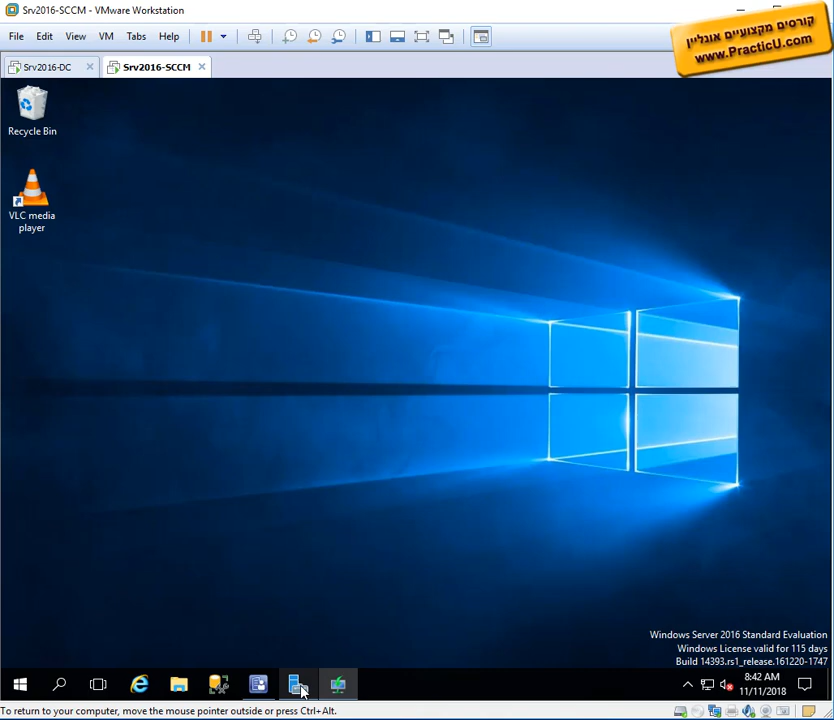 Srv2016-SCCM - VMware Workstation
קורסים מקצועיים אונליין
www.PracticU.com
File Edit View VM Tabs Help
Srv2016-DC
Srv2016-SCCM
Recycle Bin
VLC media
player
Windows Server 2016 Standard Evaluation
Windows License valid for 115 days
Build 14393.rs1_release.161220-1747
8:42 AM
11/11/2018
To return to your computer, move the mouse pointer outside or press Ctrl+Alt.